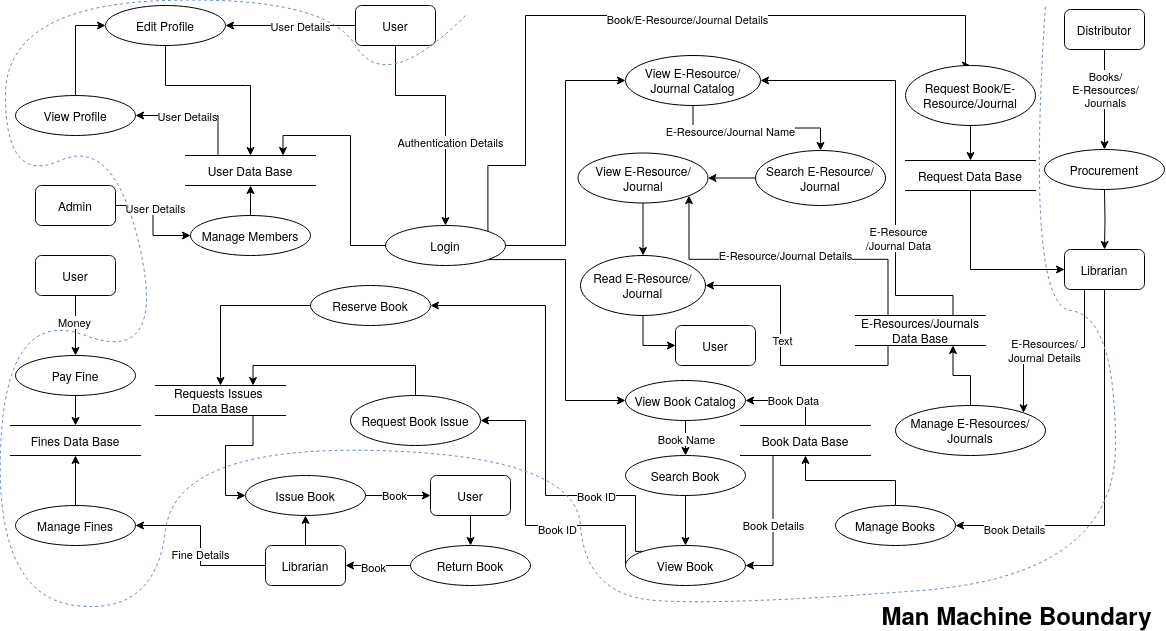 Edit Profile
User Details
User
Book/E-Resource/Journal Details
Distributor
View E-Resource/
Journal Catalog
Request Book/E-
Resource/Journal
Books/
E-Resources/
Journals
View Profile
User Details
Authentication Details
E-Resource/Journal Name
User Data Base
View E-Resource/
Journal
Search E-Resource/
Journal
Request Data Base
Procurement
Admin
User Details
Manage Members
Login
E-Resource
/Journal Data
E-Resource/Journal Details
User
Read E-Resource/
Journal
Librarian
Reserve Book
Money
User
Text
E-Resources/Journals
Data Base
E-Resources/
Journal Details
Pay Fine
Requests Issues
Data Base
Request Book Issue
View Book Catalog
Book Data
Manage E-Resources/
Journals
Fines Data Base
Book Name
Book Data Base
Search Book
Issue Book
Book
User
Book ID
Manage Fines
Book ID
Book Details
Manage Books
Book Details
Fine Details
Librarian
Book
Return Book
View Book
Man Machine Boundary